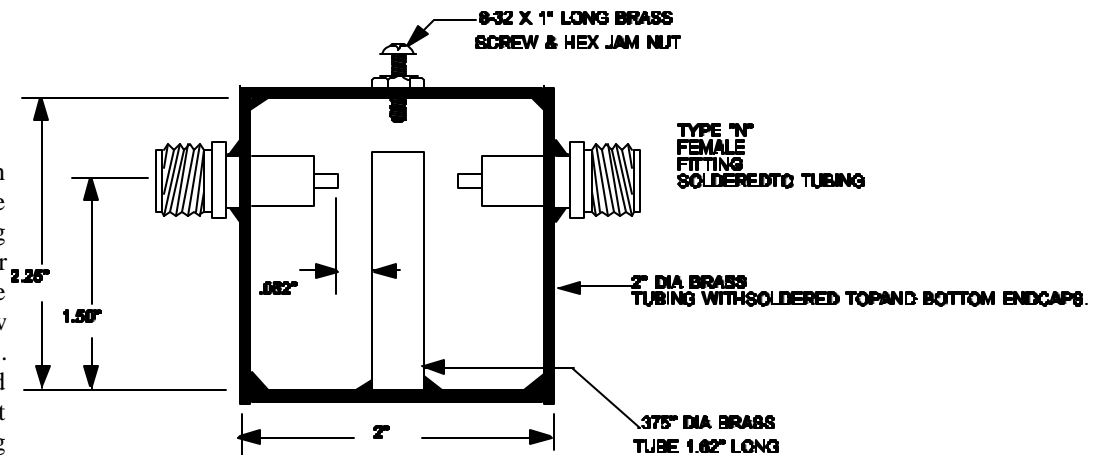 8-32 X 1" LONG BRASS
SCREW & HEX JAM NUT
TYPE "N"
FEMALE
FITTING
SOLDEREDTO TUBING
2.25"
1.50"
.062"
2" DIA BRASS
TUBING WITHSOLDERED TOPAND BOTTOM ENDCAPS.
2"
.375" DIA BRASS
TUBE 1.62" LONG